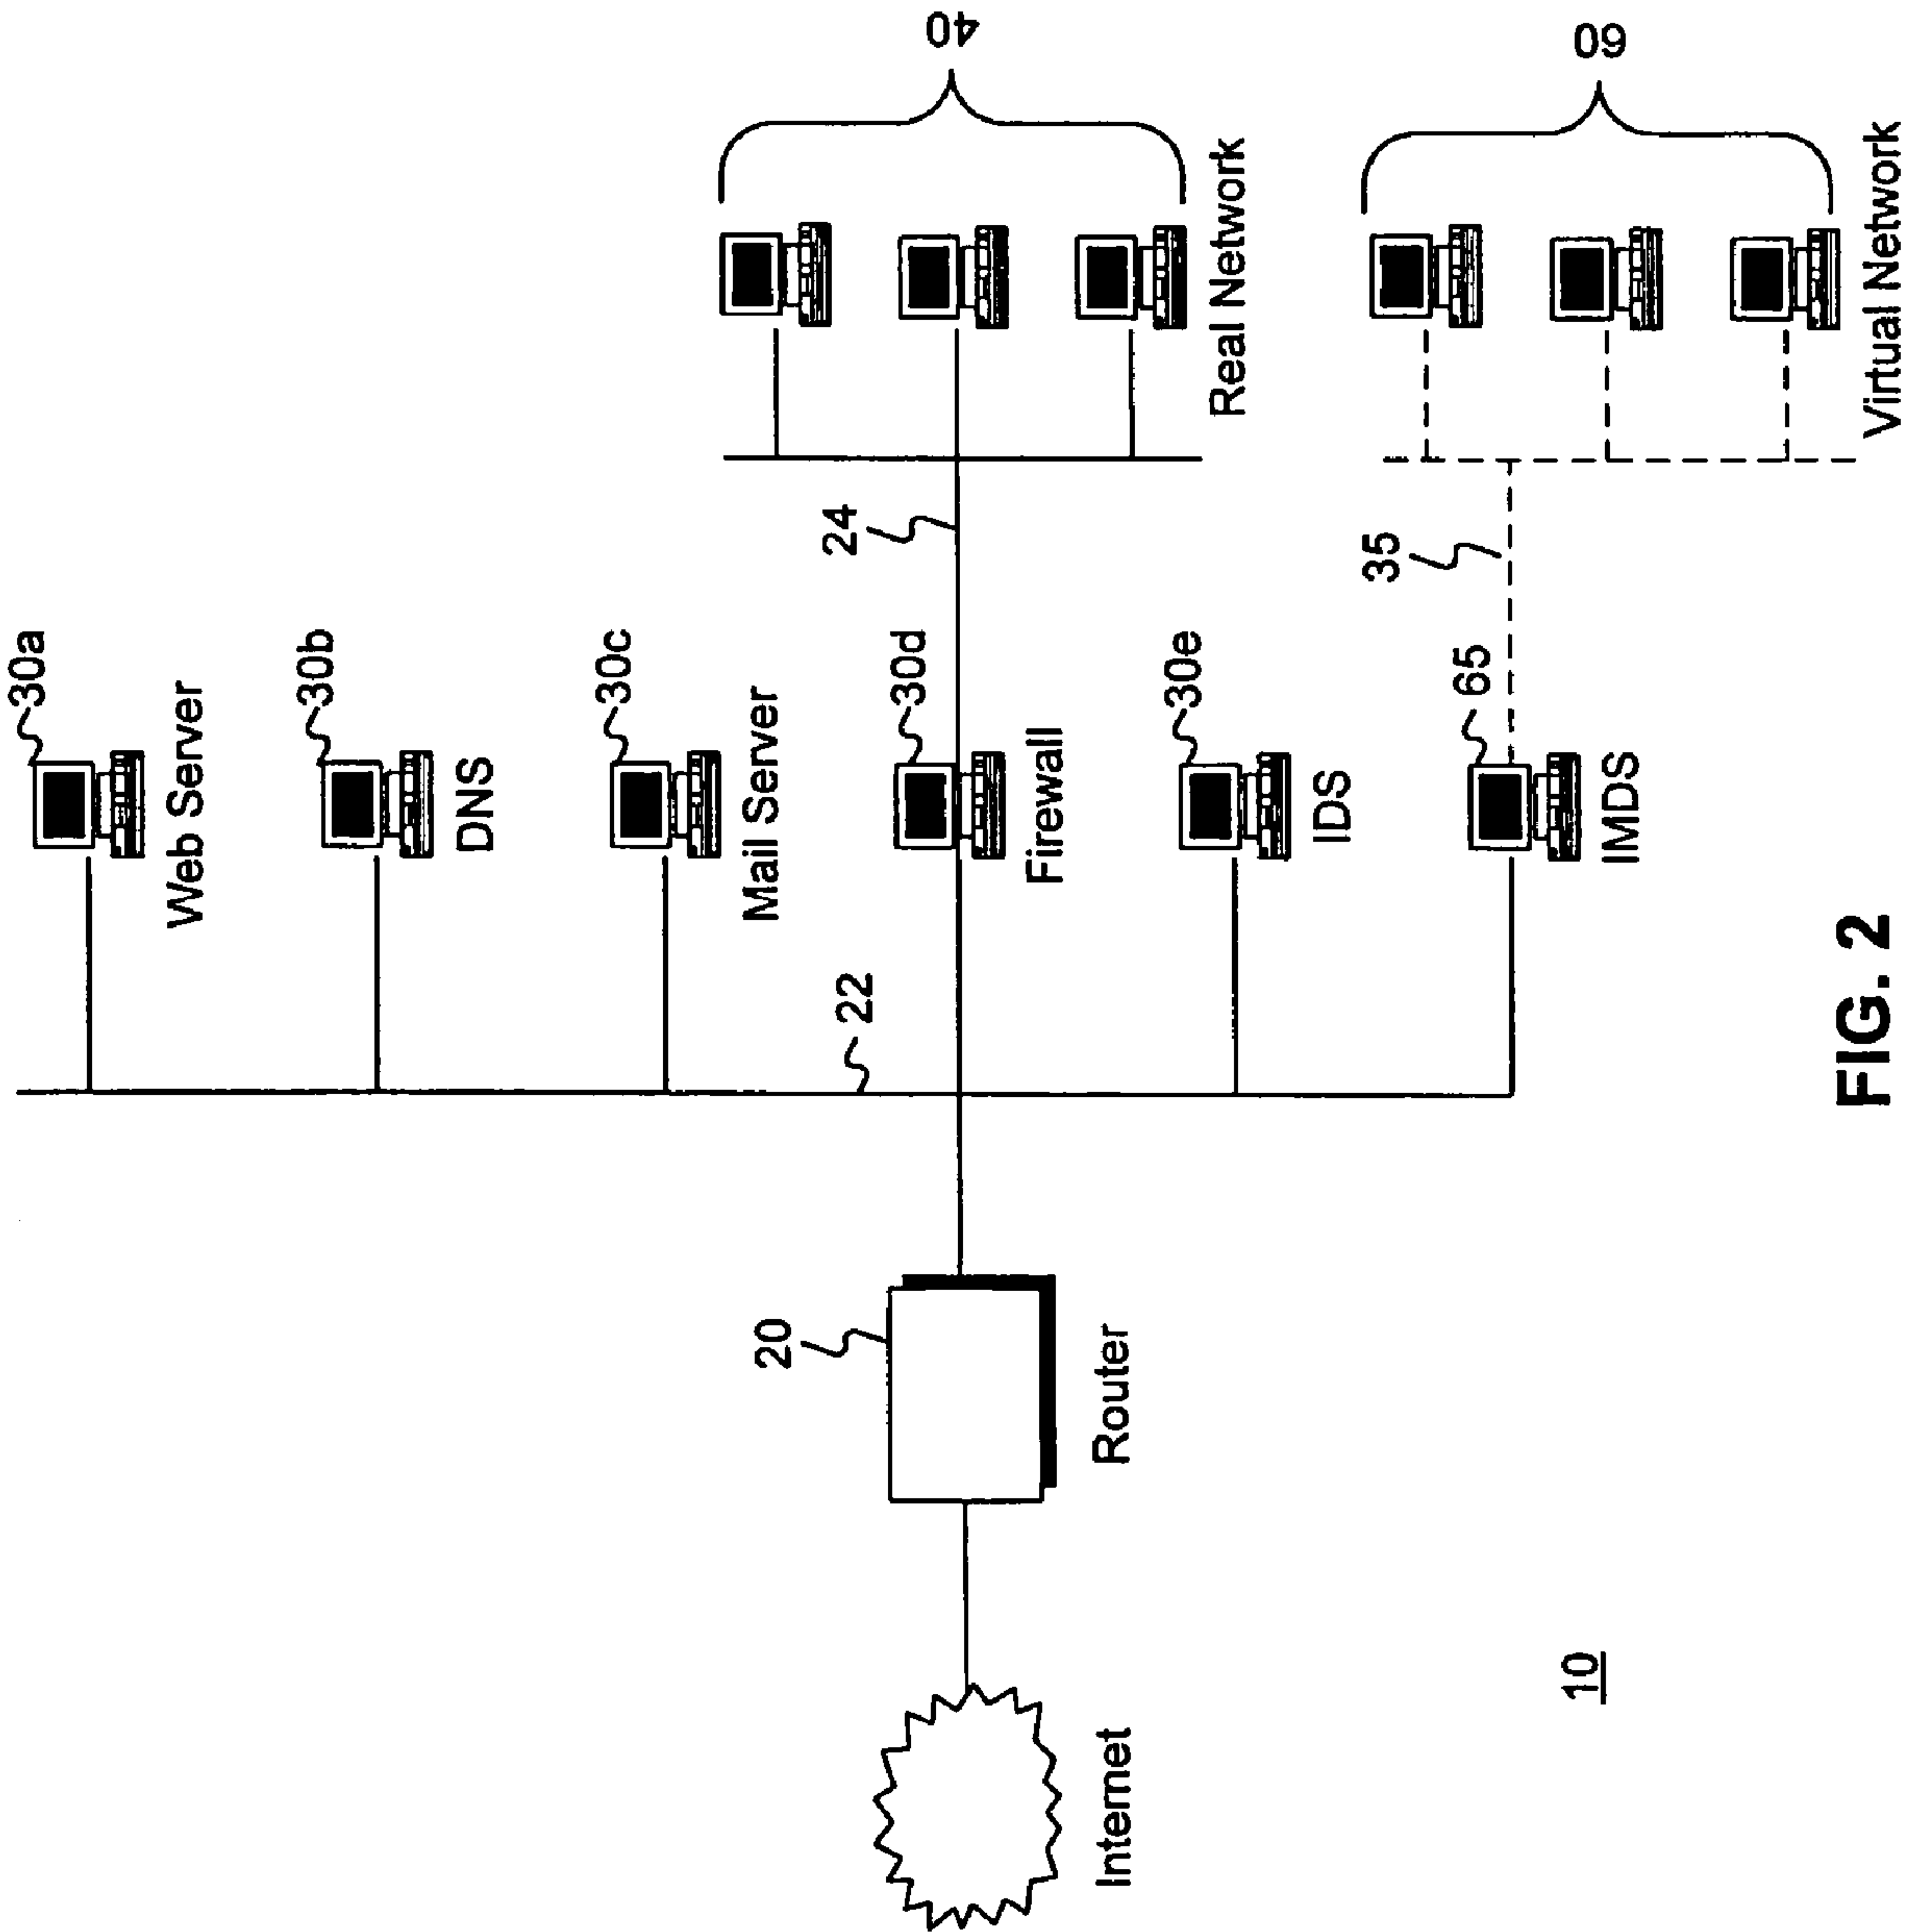 30a
Web Server
30b
DNS
30c
Mail Server
20
22
24
40
30d
Internet
Router
Firewall
30e
Real Network
IDS
35
65
60
10
IMDS
Virtual Network
FIG. 2